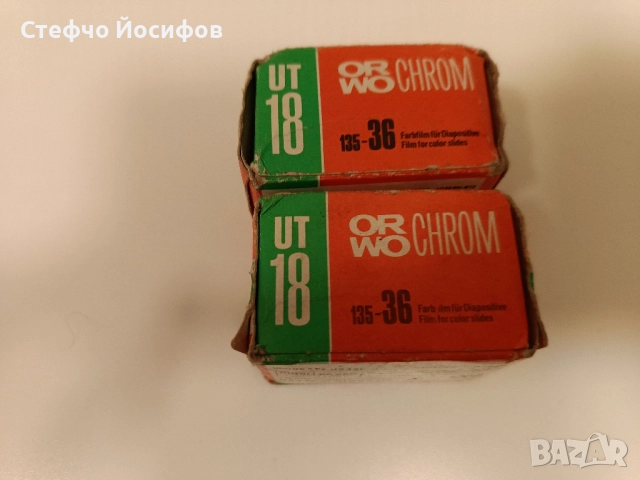 Стефчо Йосифов
UT
18
ORWO CHROM
135-36
Farbfilm für Diapositive
Film for color slides
UT
18
ORWO CHROM
135-36
Farbfilm für Diapositive
Film for color slides
BAZAR